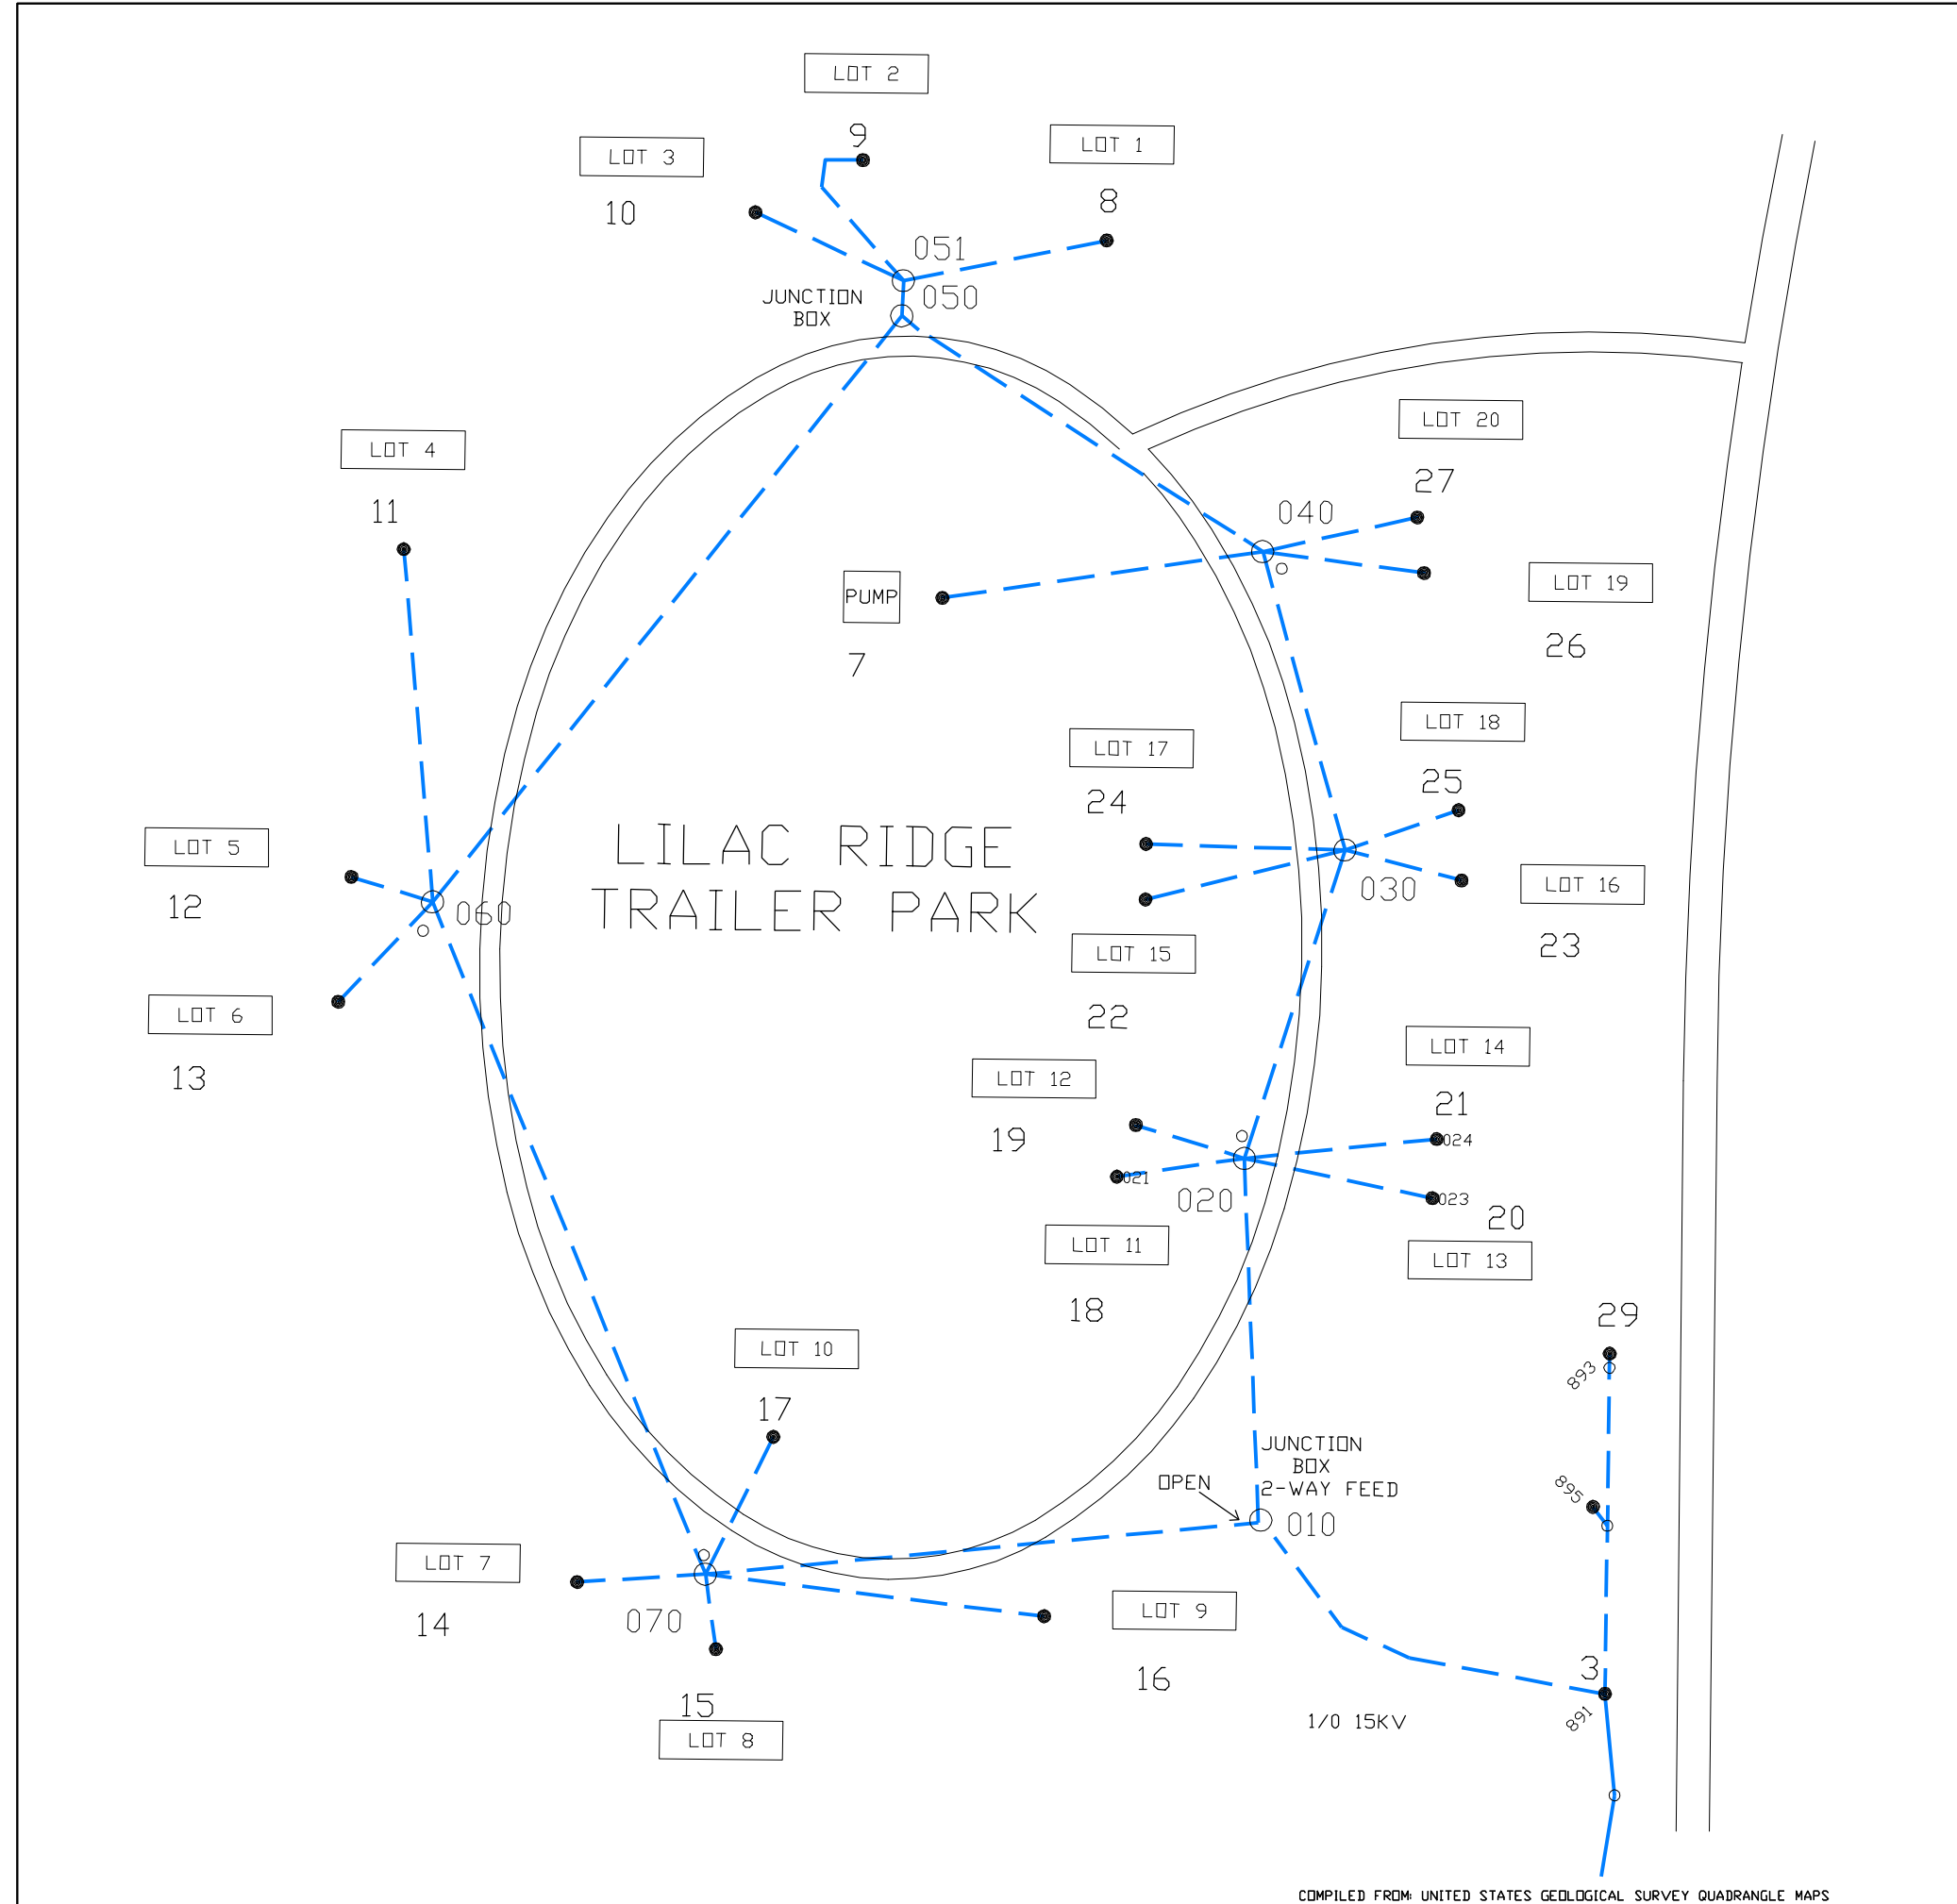 LOT 2
9
LOT 1
LOT 3
8
10
051
050
JUNCTION
BOX
LOT 20
LOT 4
27
11
040
LOT 19
PUMP
26
7
LOT 18
LOT 17
25
24
LILAC RIDGE
TRAILER PARK
LOT 5
LOT 16
030
12
060
23
LOT 15
LOT 6
22
LOT 14
LOT 12
13
21
19
024
021
020
023
20
LOT 11
LOT 13
18
29
LOT 10
893
17
JUNCTION
BOX
OPEN
2-WAY FEED
895
010
LOT 7
LOT 9
14
070
3
16
15
891
1/0 15KV
LOT 8
COMPILED FROM: UNITED STATES GEOLOGICAL SURVEY QUADRANGLE MAPS